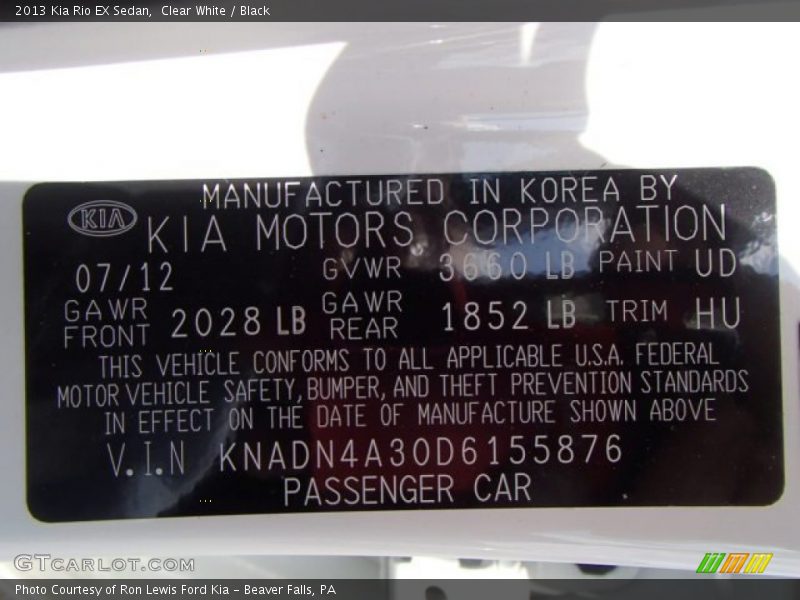 2013 Kia Rio EX Sedan,  Clear White / Black
MANUFACTURED IN KOREA BY
KIA KIA MOTORS CORPORATION
07/12 GVWR 3660 LB PAINT UD
GAWR FRONT 2028 LB GAWR REAR 1852 LB TRIM HU
THIS VEHICLE CONFORMS TO ALL APPLICABLE U.S.A. FEDERAL
MOTOR VEHICLE SAFETY, BUMPER, AND THEFT PREVENTION STANDARDS
IN EFFECT ON THE DATE OF MANUFACTURE SHOWN ABOVE
V.I.N KNADN4A30D6155876
PASSENGER CAR
GTCARLOT.COM
Photo Courtesy of Ron Lewis Ford Kia - Beaver Falls, PA